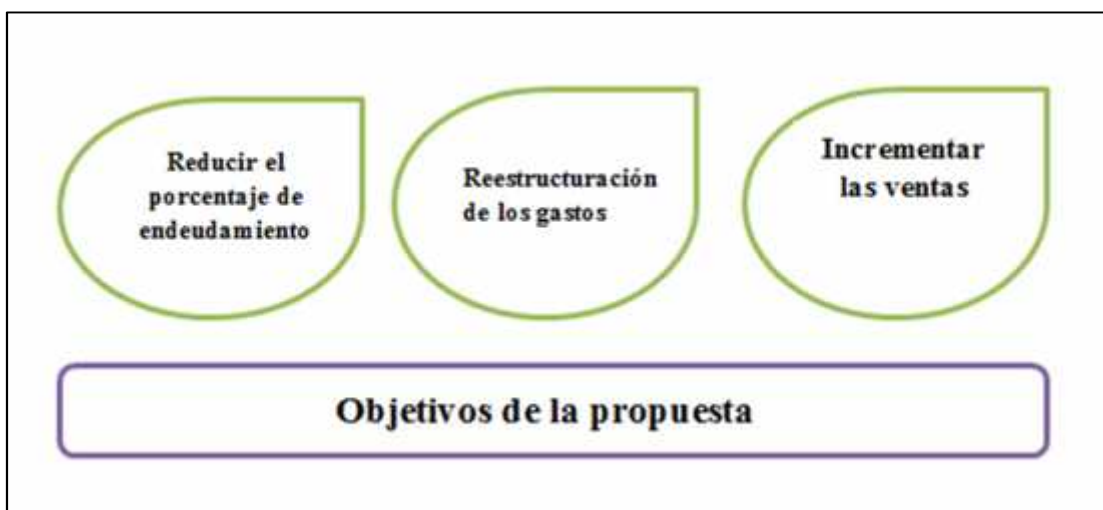 Reducir el
porcentaje de
endeudamiento
Reestructuración
de los gastos
Incrementar
las ventas
Objetivos de la propuesta